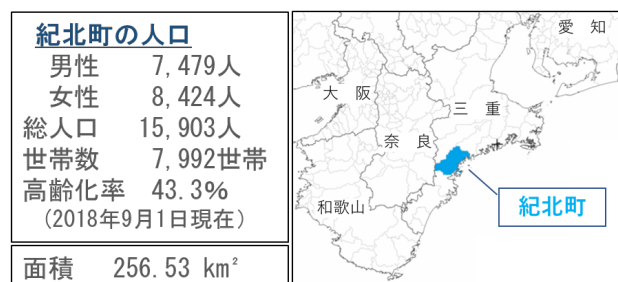 紀北町の人口
男性 7,479人
女性 8,424人
総人口 15,903人
世帯数 7,992世帯
高齢化率 43.3%
(2018年9月1日現在)
面積 256.53 km²
愛知
大阪
三重
奈良
和歌山
紀北町